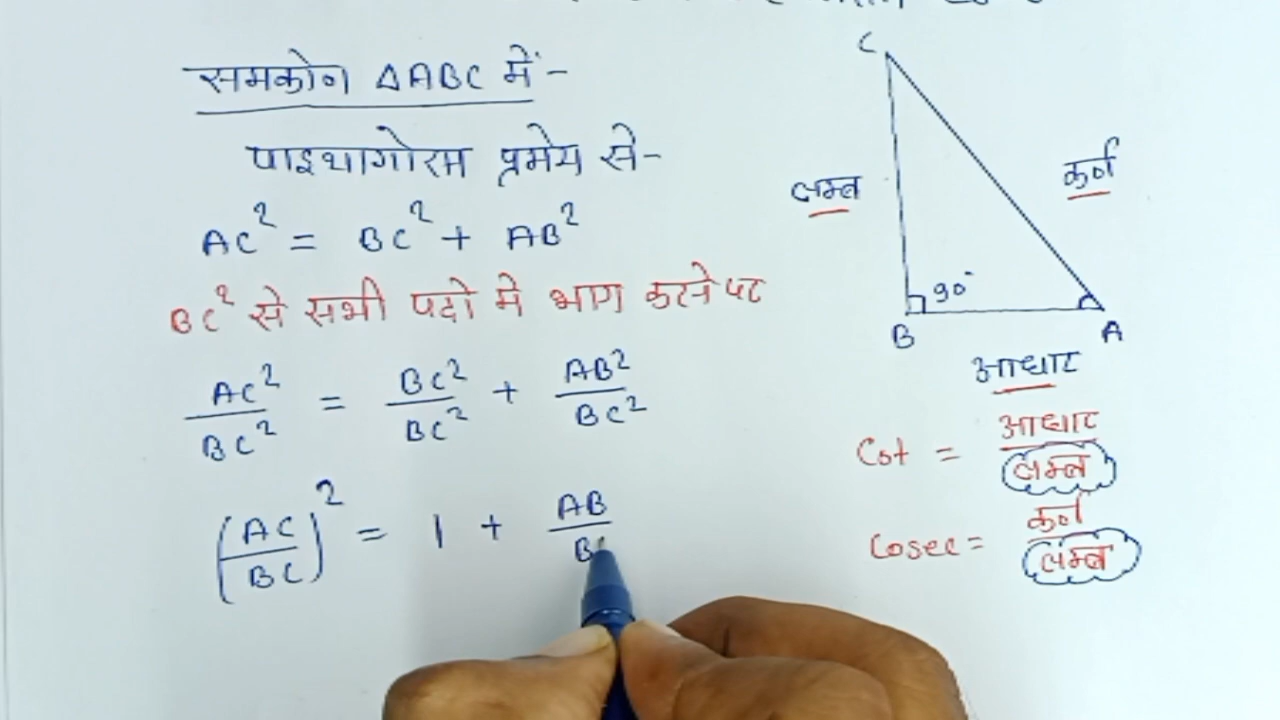 समकोण ΔABC में-
पाइथागोरस प्रमेय से-
AC² = BC² + AB²
BC² से सभी पदो में भाग करने पर
AC²/BC² = BC²/BC² + AB²/BC²
(AC/BC)² = 1 + AB/B
C
लम्ब
कर्ण
90°
B
A
आधार
Cot = आधार/लम्ब
Cosec = कर्ण/लम्ब